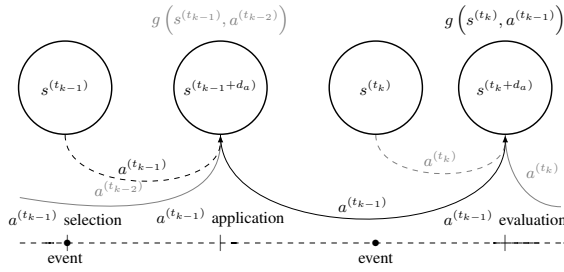 g(s^(t_{k-1}), a^(t_{k-2})) g(s^(t_k), a^(t_{k-1}))
s^(t_{k-1}) s^(t_{k-1}+d_a) s^(t_k) s^(t_k+d_a)
a^(t_{k-1}) a^(t_k) a^(t_k)
a^(t_{k-2})
a^(t_{k-1})
a^(t_{k-1}) selection a^(t_{k-1}) application a^(t_{k-1}) evaluation
event event